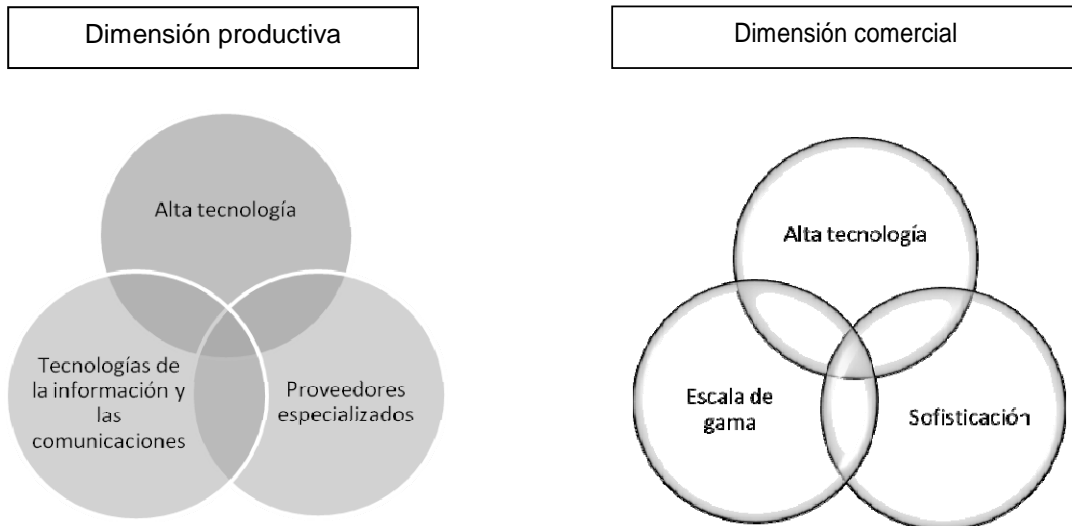 Dimensión productiva
Dimensión comercial
Alta tecnología
Tecnologías de
la información y
las
comunicaciones
Proveedores
especializados
Alta tecnología
Escala de
gama
Sofisticación